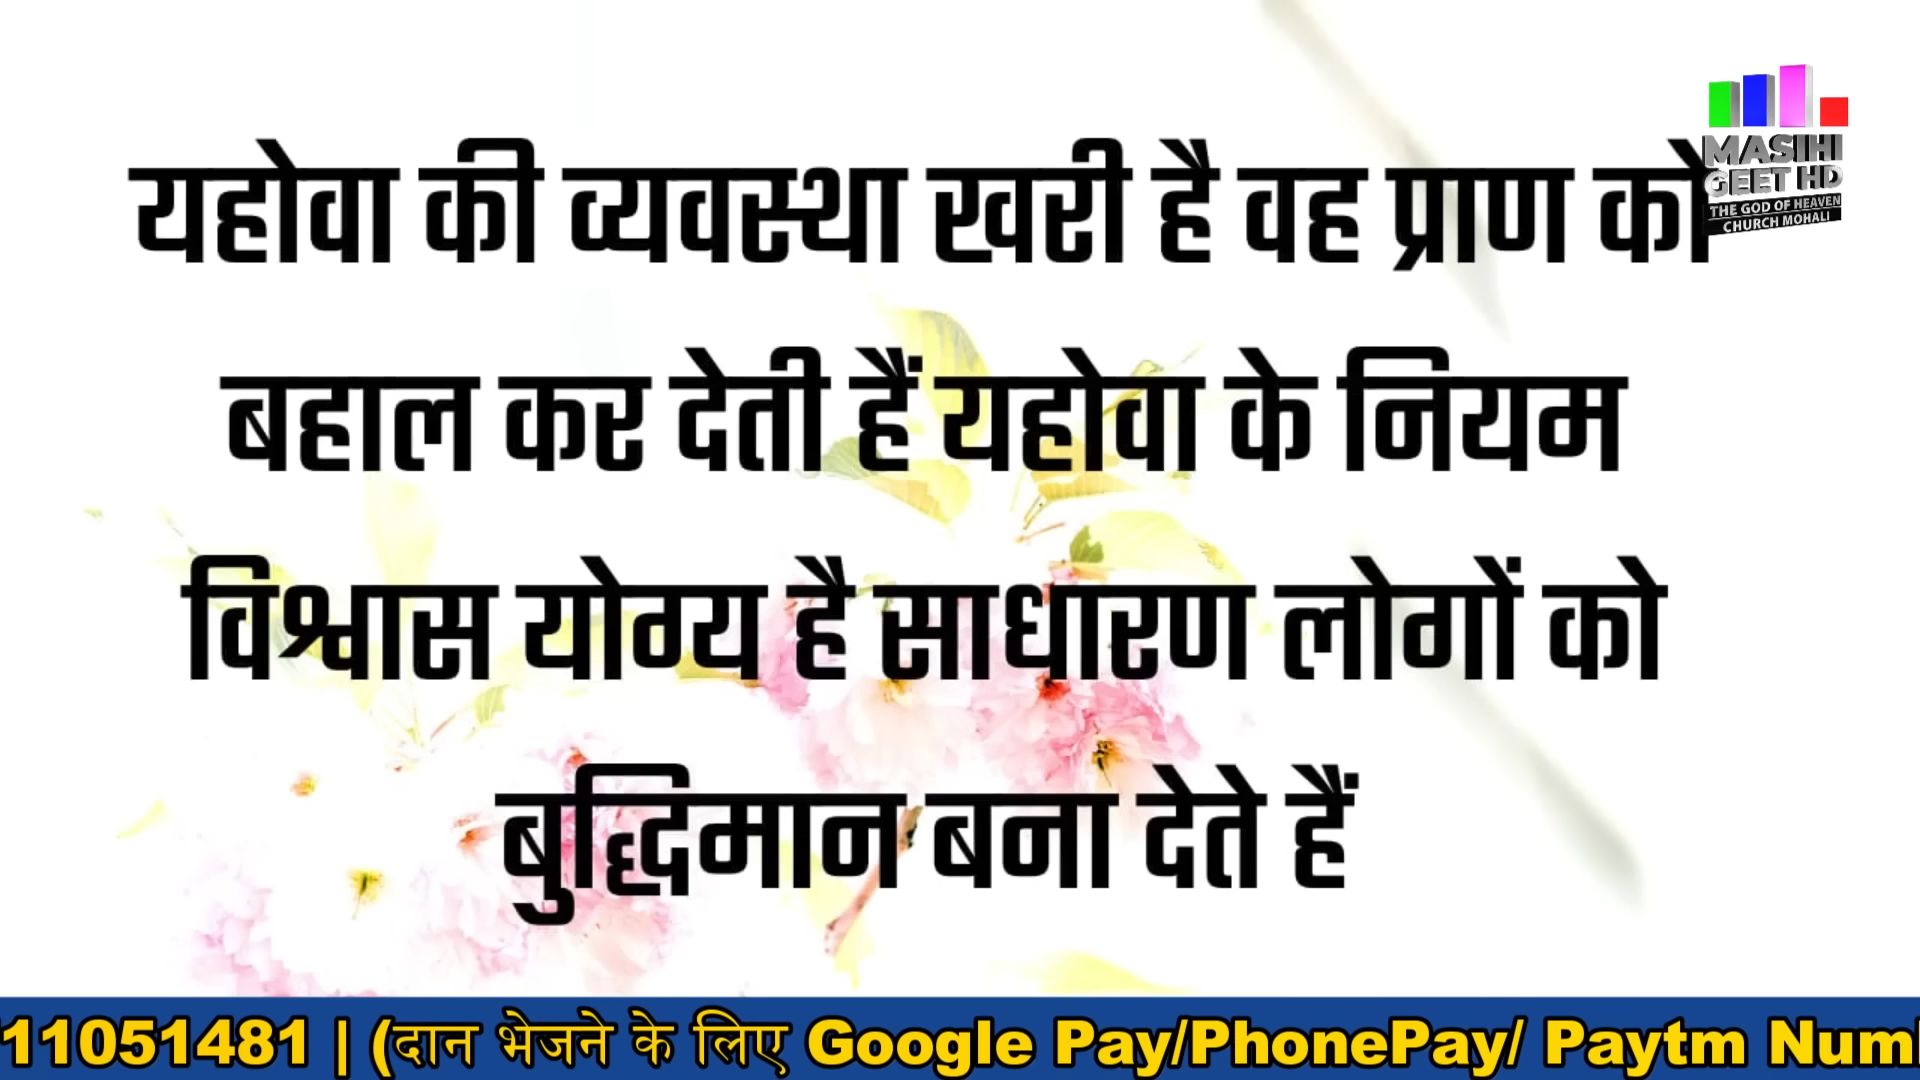 यहोवा की व्यवस्था खरी है वह प्राण को
बहाल कर देती हैं यहोवा के नियम
विश्वास योग्य है साधारण लोगों को
बुद्धिमान बना देते हैं
MASIHI
GEET HD
THE GOD OF HEAVEN
CHURCH MOHALI
11051481 | (दान भेजने के लिए Google Pay/PhonePay/ Paytm Num